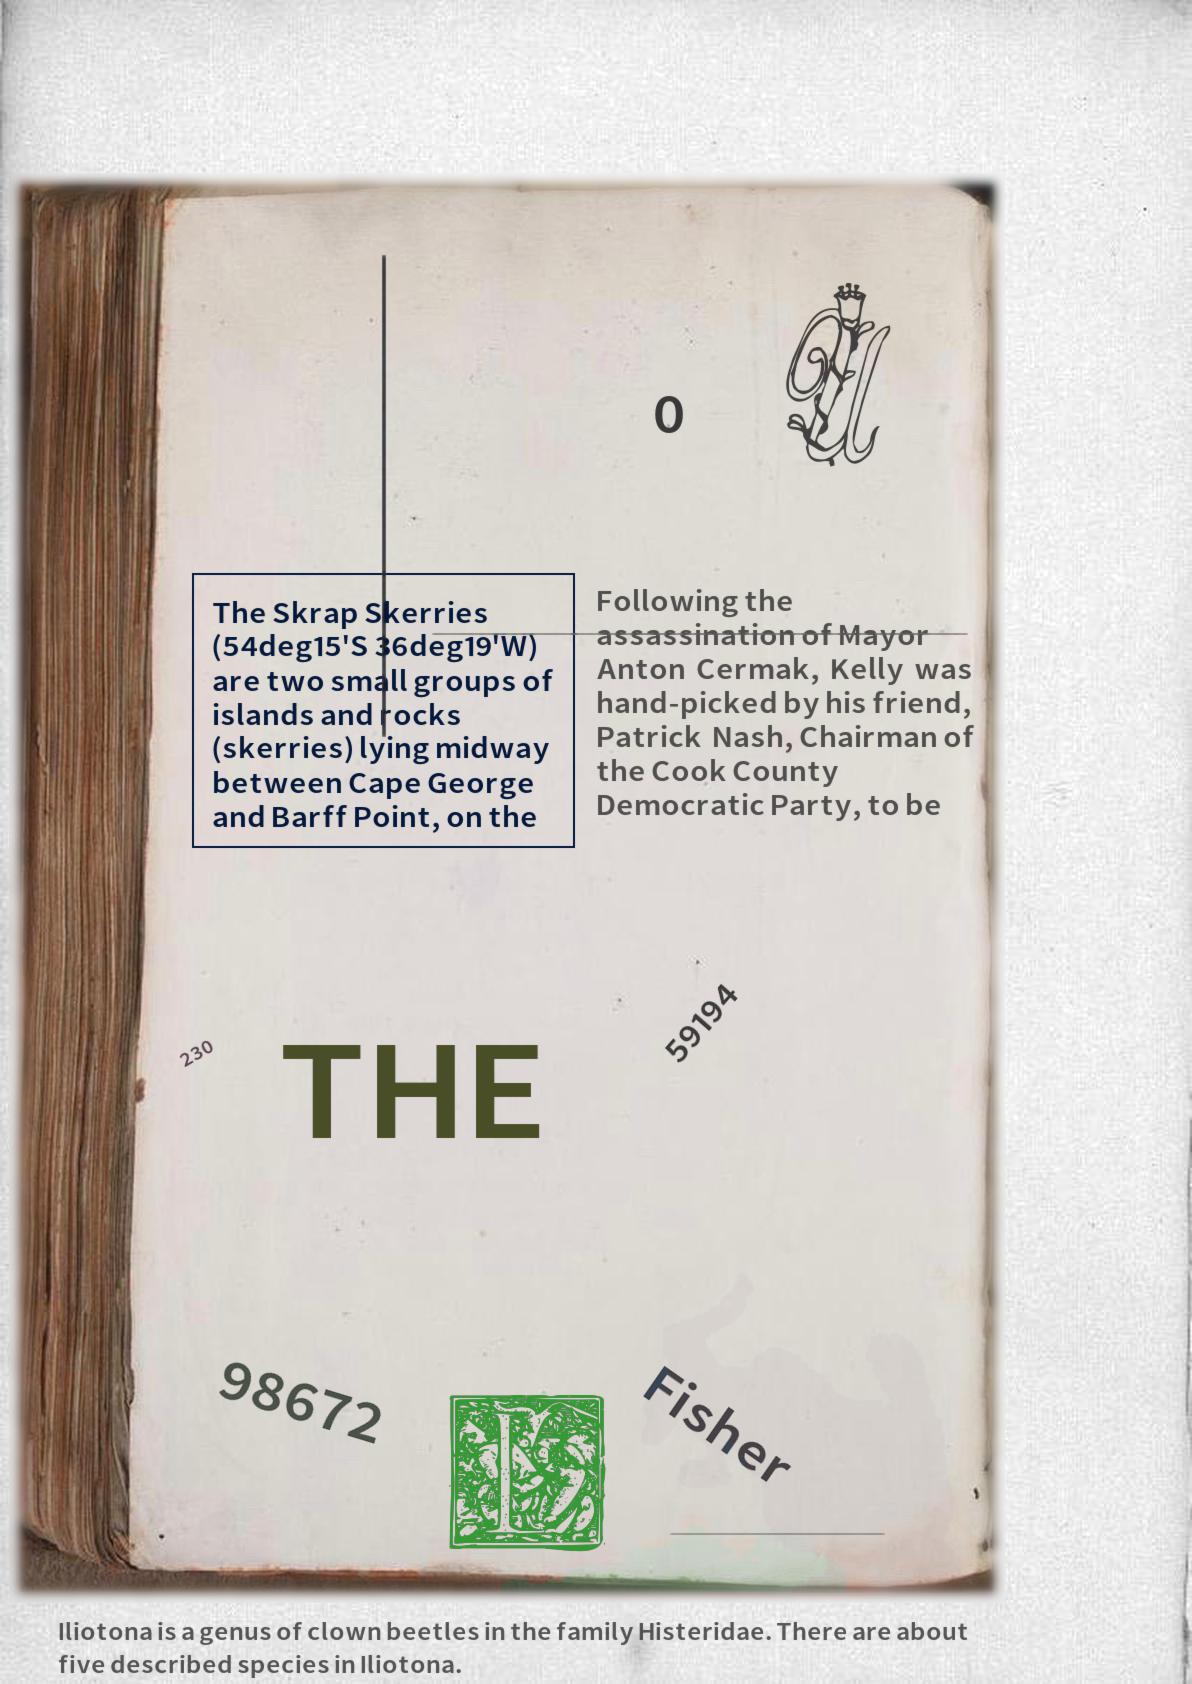 0
The Skrap Skerries
(54deg15'S 36deg19'W)
are two small groups of
islands and rocks
(skerries) lying midway
between Cape George
and Barff Point, on the
Following the
assassination of Mayor
Anton Cermak, Kelly was
hand-picked by his friend,
Patrick Nash, Chairman of
the Cook County
Democratic Party, to be
230
THE
59194
98672
K
Fisher
Iliotona is a genus of clown beetles in the family Histeridae. There are about
five described species in Iliotona.